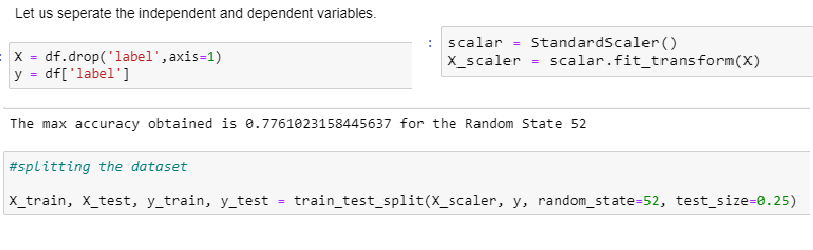 Let us seperate the independent and dependent variables.
X = df.drop('label',axis=1)
y = df['label']
: scalar = StandardScaler()
X_scaler = scalar.fit_transform(X)
The max accuracy obtained is 0.7761023158445637 for the Random State 52
#splitting the dataset
X_train, X_test, y_train, y_test = train_test_split(X_scaler, y, random_state=52, test_size=0.25)